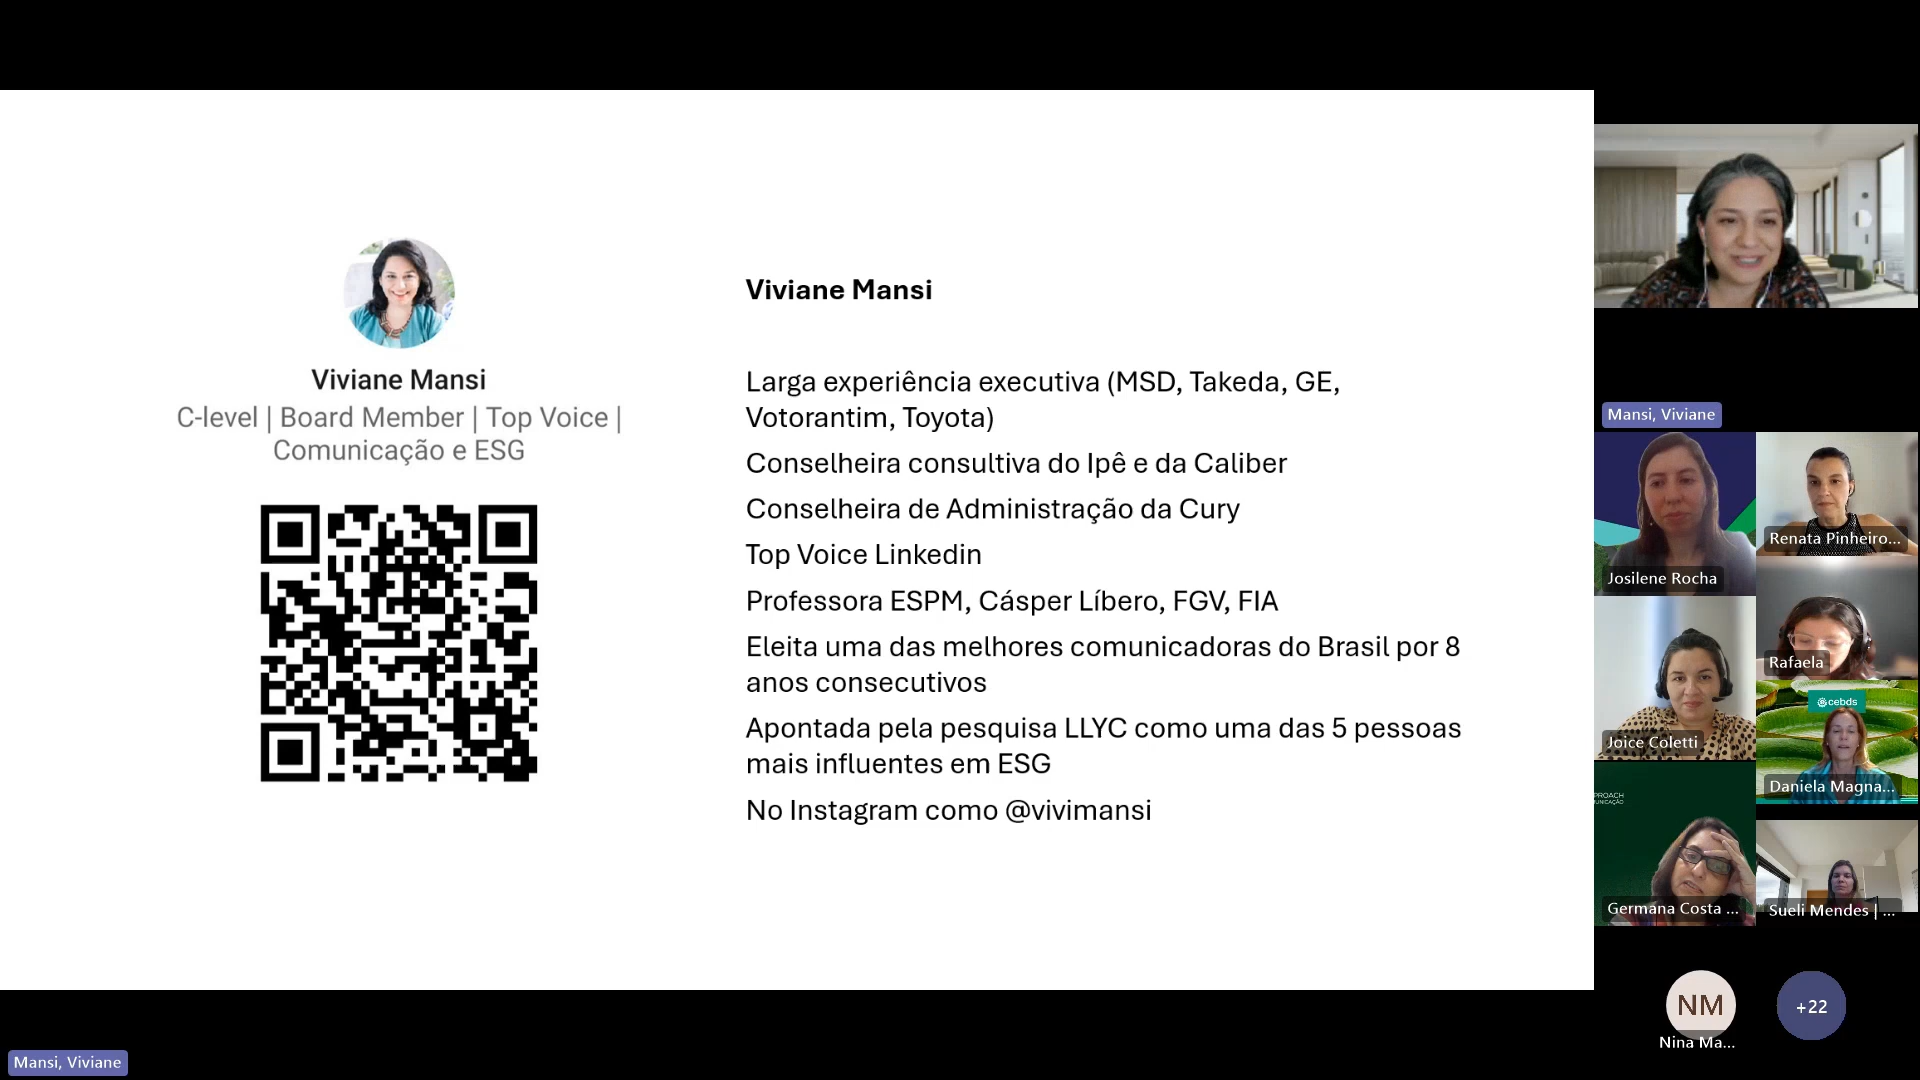 Viviane Mansi
C-level | Board Member | Top Voice |
Comunicação e ESG
Viviane Mansi
Larga experiência executiva (MSD, Takeda, GE,
Votorantim, Toyota)
Conselheira consultiva do Ipê e da Caliber
Conselheira de Administração da Cury
Top Voice Linkedin
Professora ESPM, Cásper Líbero, FGV, FIA
Eleita uma das melhores comunicadoras do Brasil por 8
anos consecutivos
Apontada pela pesquisa LLYC como uma das 5 pessoas
mais influentes em ESG
No Instagram como @vivimansi
Mansi, Viviane
Josilene Rocha
Renata Pinheiro...
Rafaela
Joice Coletti
cebds
Daniela Magna...
PROACH
UNICAÇÃO
Germana Costa ...
Sueli Mendes | ...
NM
Nina Ma...
+22
Mansi, Viviane